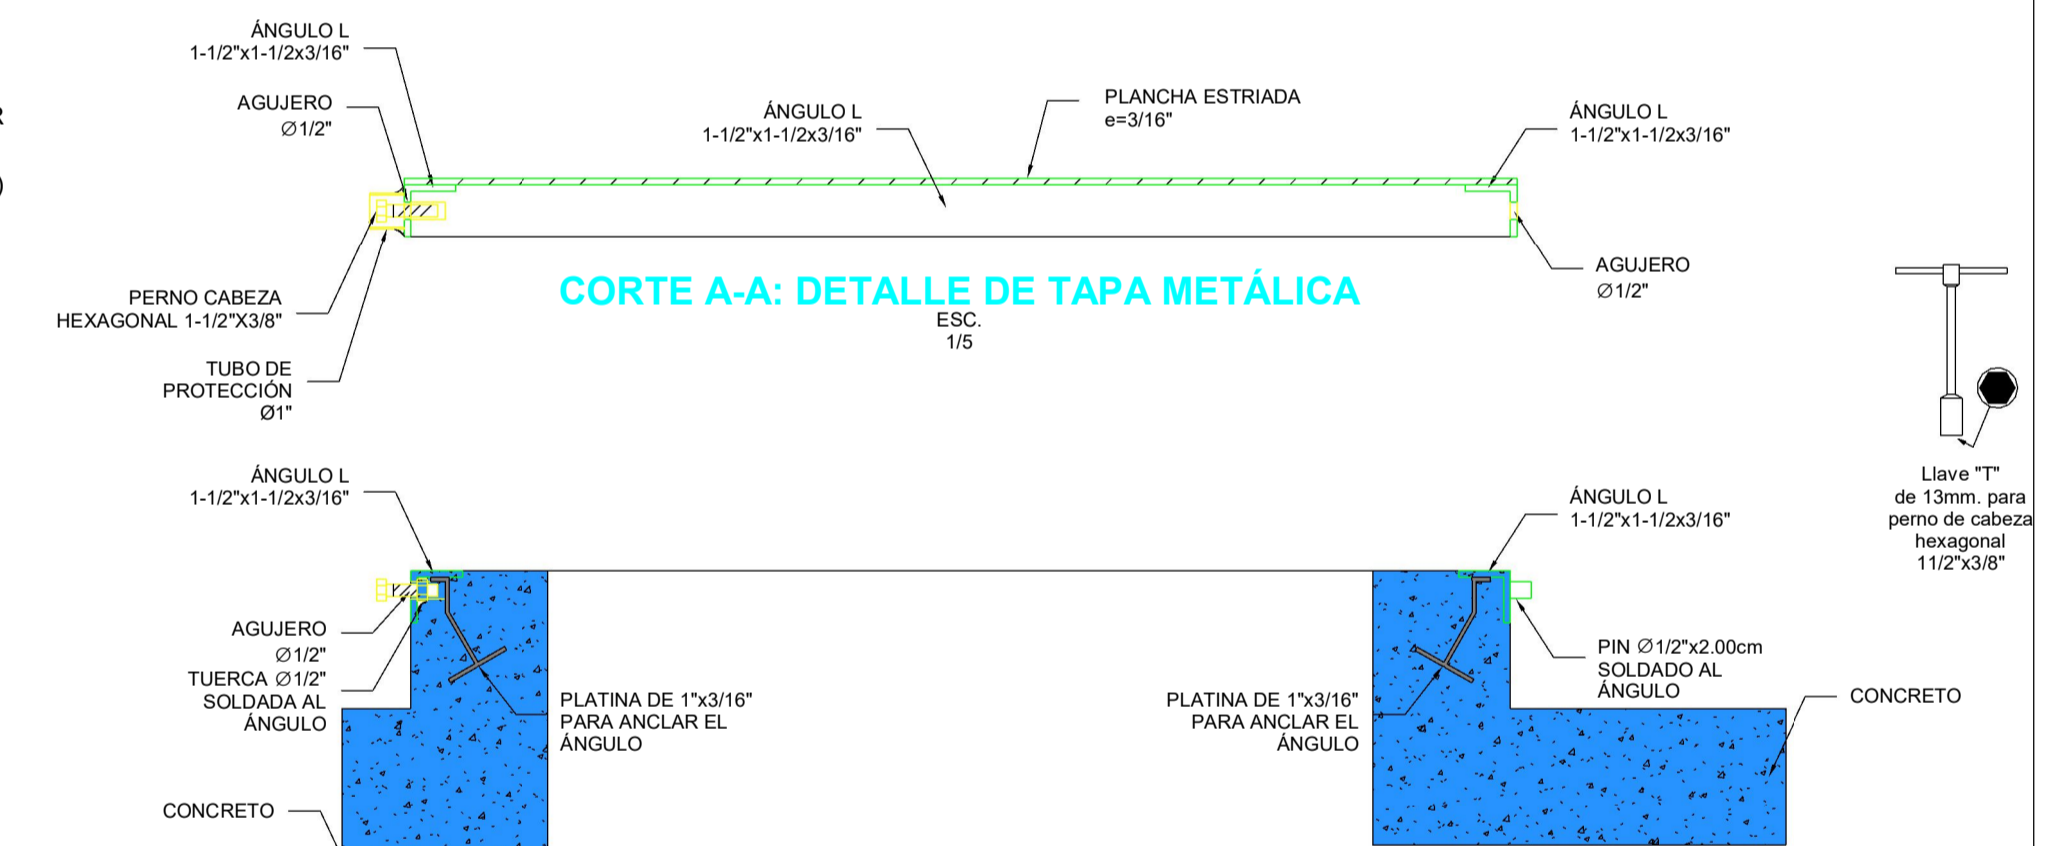 ÁNGULO L
1-1/2"x1-1/2x3/16"
AGUJERO
∅1/2"
ÁNGULO L
1-1/2"x1-1/2x3/16"
PLANCHA ESTRIADA
e=3/16"
ÁNGULO L
1-1/2"x1-1/2x3/16"
AGUJERO
∅1/2"
PERNO CABEZA
HEXAGONAL 1-1/2"X3/8"
TUBO DE
PROTECCIÓN
Ø1"
CORTE A-A: DETALLE DE TAPA METÁLICA
ESC.
1/5
Llave "T"
de 13mm. para
perno de cabeza
hexagonal
11/2"x3/8"
ÁNGULO L
1-1/2"x1-1/2x3/16"
ÁNGULO L
1-1/2"x1-1/2x3/16"
AGUJERO
∅1/2"
TUERCA ∅1/2"
SOLDADA AL
ÁNGULO
PLATINA DE 1"x3/16"
PARA ANCLAR EL
ÁNGULO
PLATINA DE 1"x3/16"
PARA ANCLAR EL
ÁNGULO
PIN ∅1/2"x2.00cm
SOLDADO AL
ÁNGULO
CONCRETO
CONCRETO